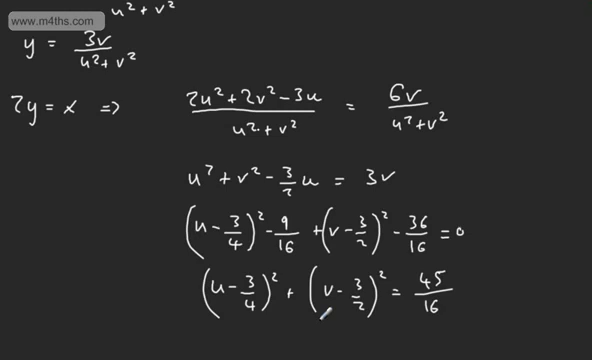 u² + v²
www.m4ths.com
y = 3v / u² + v²
2y = x ⇒ 2u² + 2v² - 3u / u² + v² = 6v / u² + v²
u² + v² - 3/2 u = 3v
(u - 3/4)² - 9/16 + (v - 3/2)² - 36/16 = 0
(u - 3/4)² + (v - 3/2)² = 45/16